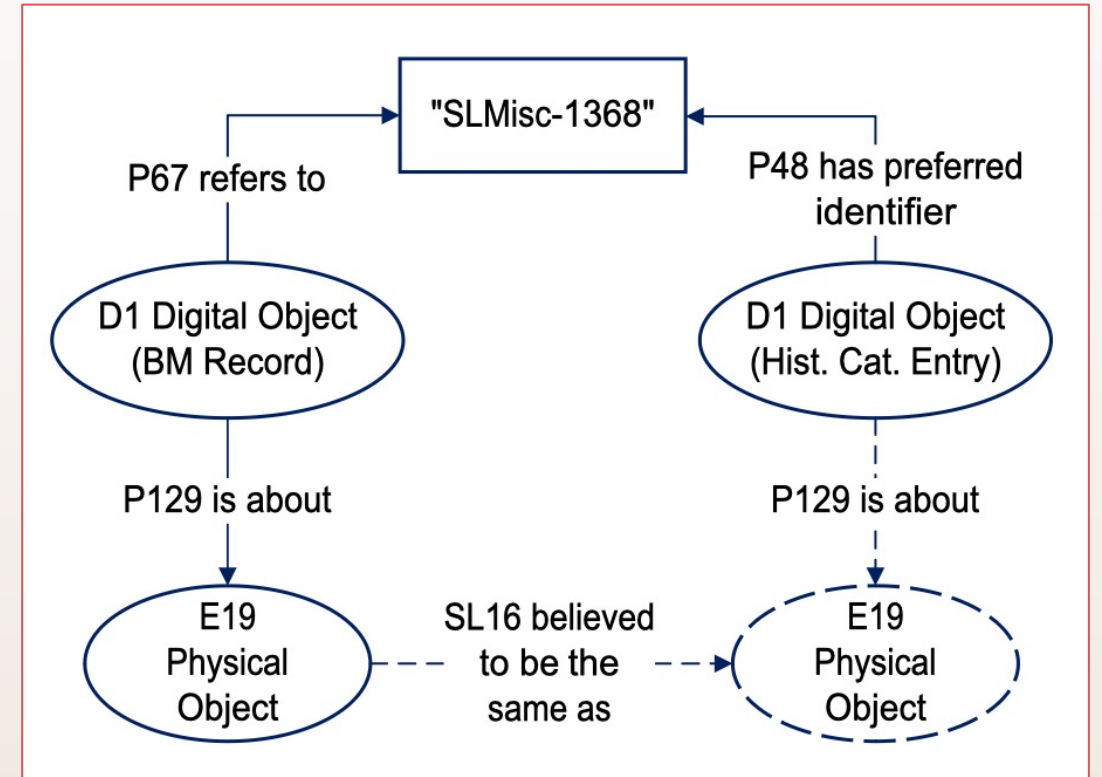 "SLMisc-1368"
P67 refers to
P48 has preferred
identifier
D1 Digital Object
(BM Record)
D1 Digital Object
(Hist. Cat. Entry)
P129 is about
P129 is about
E19
Physical
Object
SL16 believed
to be the
same as
E19
Physical
Object